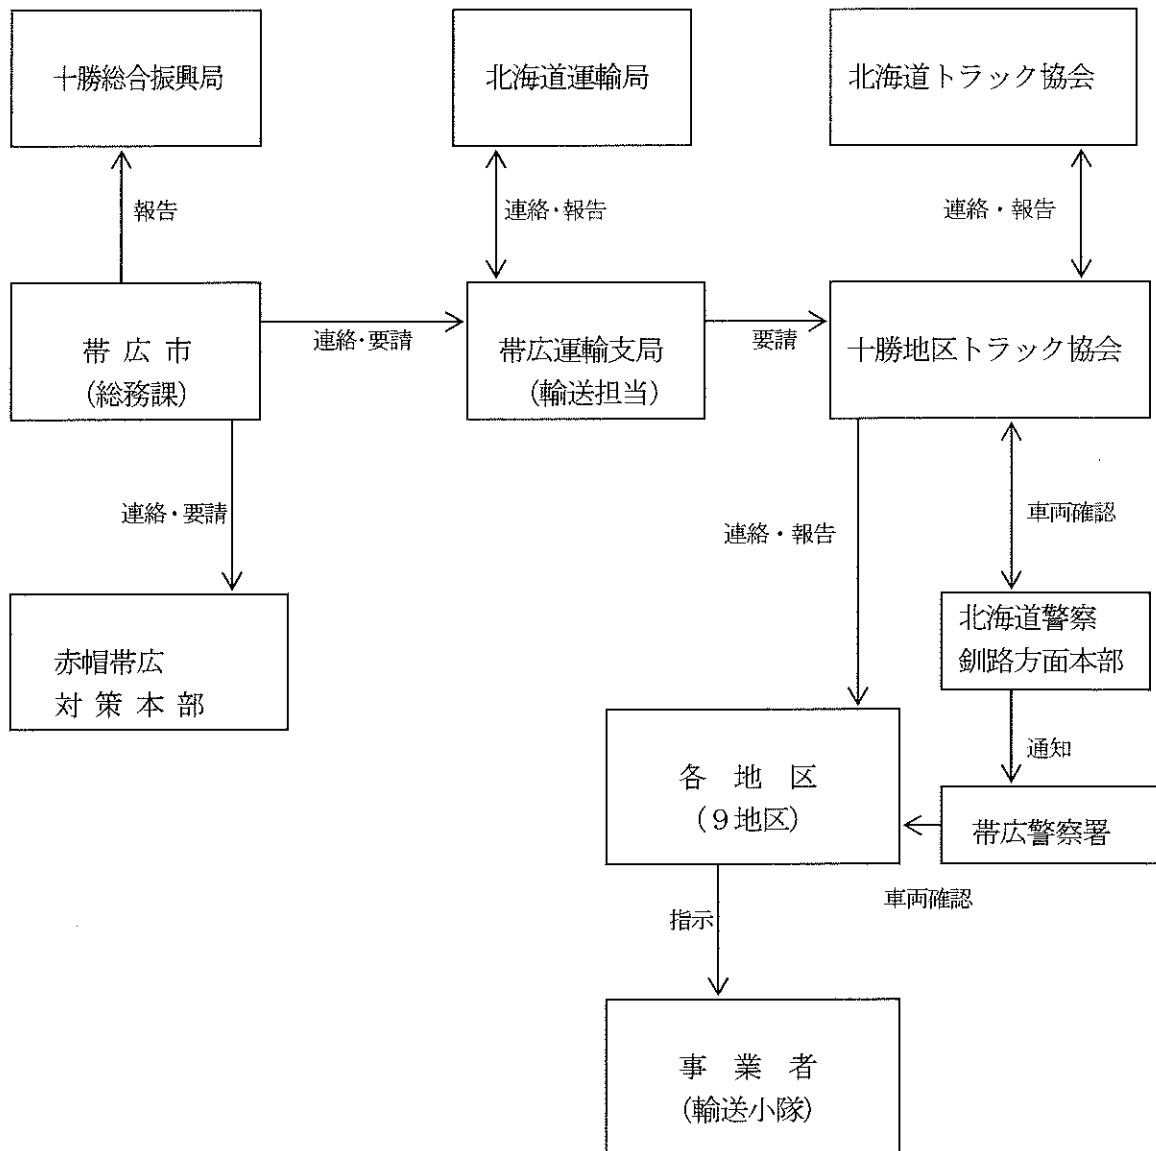 十勝総合振興局
北海道運輸局
北海道トラック協会
報告
連絡・報告
連絡・報告
帯広市
(総務課)
連絡・要請
帯広運輸支局
(輸送担当)
要請
十勝地区トラック協会
連絡・要請
連絡・報告
車両確認
赤帽帯広
対策本部
北海道警察
釧路方面本部
通知
各地区
(9地区)
帯広警察署
車両確認
指示
事業者
(輸送小隊)